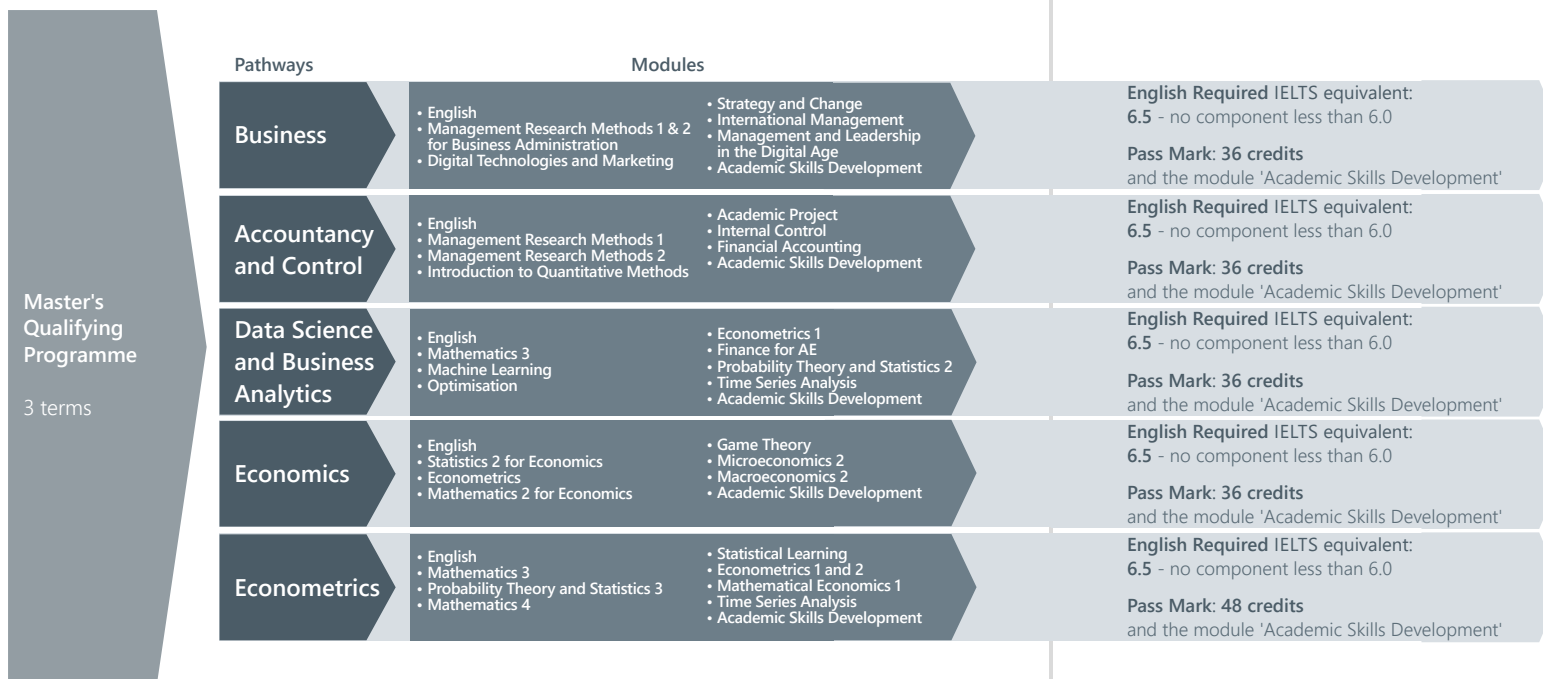 Master's
Qualifying
Programme
3 terms
Pathways
Modules
Business
• English
• Management Research Methods 1 & 2
for Business Administration
• Digital Technologies and Marketing
• Strategy and Change
• International Management
• Management and Leadership
in the Digital Age
• Academic Skills Development
English Required IELTS equivalent:
6.5 - no component less than 6.0
Pass Mark: 36 credits
and the module 'Academic Skills Development'
Accountancy
and Control
• English
• Management Research Methods 1
• Management Research Methods 2
• Introduction to Quantitative Methods
• Academic Project
• Internal Control
• Financial Accounting
• Academic Skills Development
English Required IELTS equivalent:
6.5 - no component less than 6.0
Pass Mark: 36 credits
and the module 'Academic Skills Development'
Data Science
and Business
Analytics
• English
• Mathematics 3
• Machine Learning
• Optimisation
• Econometrics 1
• Finance for AE
• Probability Theory and Statistics 2
• Time Series Analysis
• Academic Skills Development
English Required IELTS equivalent:
6.5 - no component less than 6.0
Pass Mark: 36 credits
and the module 'Academic Skills Development'
Economics
• English
• Statistics 2 for Economics
• Econometrics
• Mathematics 2 for Economics
• Game Theory
• Microeconomics 2
• Macroeconomics 2
• Academic Skills Development
English Required IELTS equivalent:
6.5 - no component less than 6.0
Pass Mark: 36 credits
and the module 'Academic Skills Development'
Econometrics
• English
• Mathematics 3
• Probability Theory and Statistics 3
• Mathematics 4
• Statistical Learning
• Econometrics 1 and 2
• Mathematical Economics 1
• Time Series Analysis
• Academic Skills Development
English Required IELTS equivalent:
6.5 - no component less than 6.0
Pass Mark: 48 credits
and the module 'Academic Skills Development'